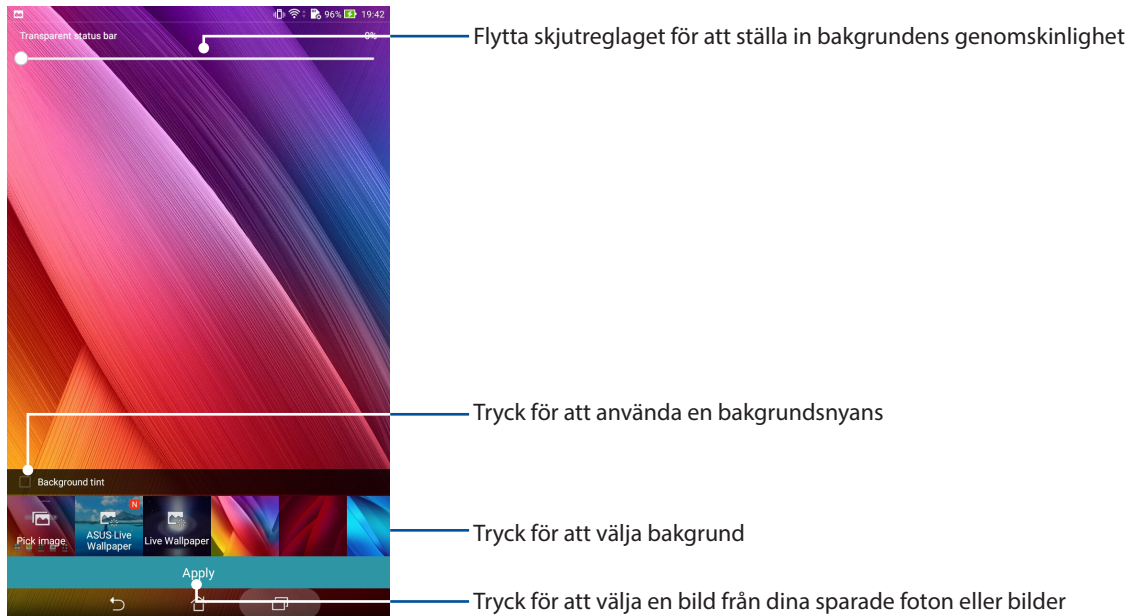 96% 19:42
Transparent status bar 0%
Flytta skjutreglaget för att ställa in bakgrundens genomskinlighet
Tryck för att använda en bakgrundsnyans
Background tint
N
Pick image
ASUS Live
Wallpaper
Live Wallpaper
Tryck för att välja bakgrund
Apply
Tryck för att välja en bild från dina sparade foton eller bilder